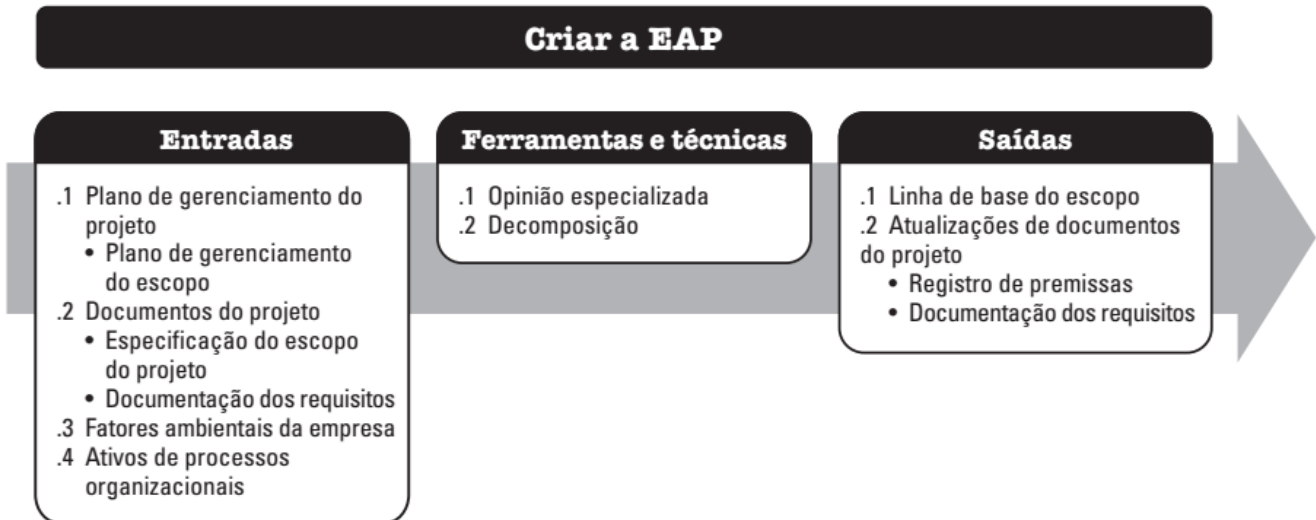 Criar a EAP
Entradas
.1 Plano de gerenciamento do
projeto
• Plano de gerenciamento
do escopo
.2 Documentos do projeto
• Especificação do escopo
do projeto
• Documentação dos requisitos
.3 Fatores ambientais da empresa
.4 Ativos de processos
organizacionais
Ferramentas e técnicas
.1 Opinião especializada
.2 Decomposição
Saídas
.1 Linha de base do escopo
.2 Atualizações de documentos
do projeto
• Registro de premissas
• Documentação dos requisitos